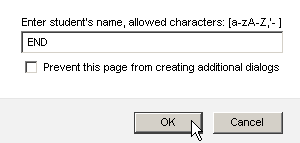 Enter student's name, allowed characters: [a-zA-Z,'- ]
END
Prevent this page from creating additional dialogs
OK Cancel